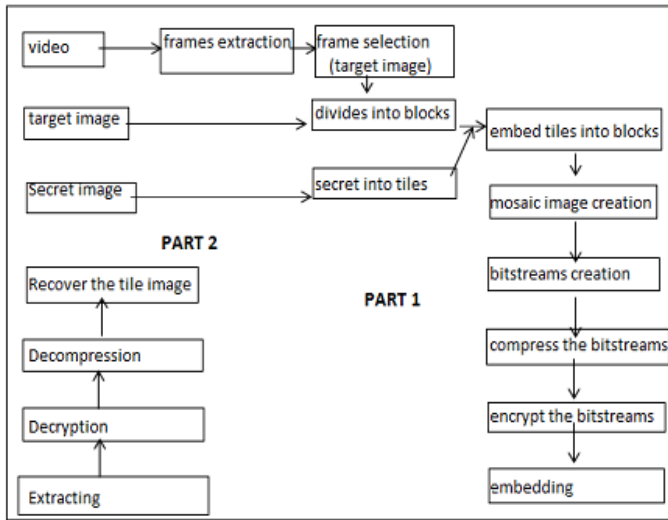 video
frames extraction
frame selection
(target image)
target image
divides into blocks
embed tiles into blocks
Secret image
secret into tiles
mosaic image creation
PART 2
Recover the tile image
PART 1
bitstreams creation
Decompression
compress the bitstreams
Decryption
encrypt the bitstreams
Extracting
embedding